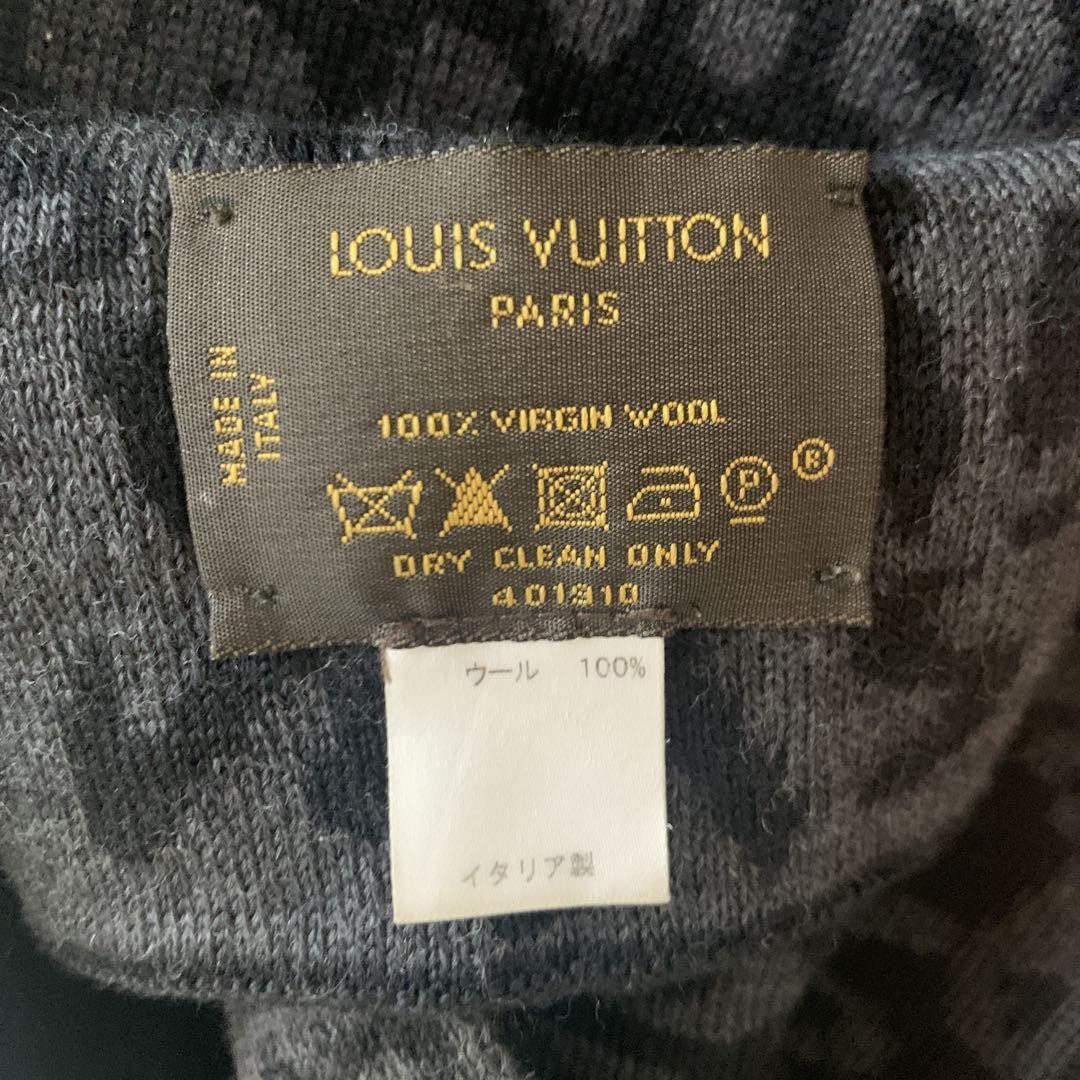 LOUIS VUITTON
PARIS
MADE IN
ITALY
100% VIRGIN WOOL
P ®
DRY CLEAN ONLY
401310
ウール 100%
イタリア製